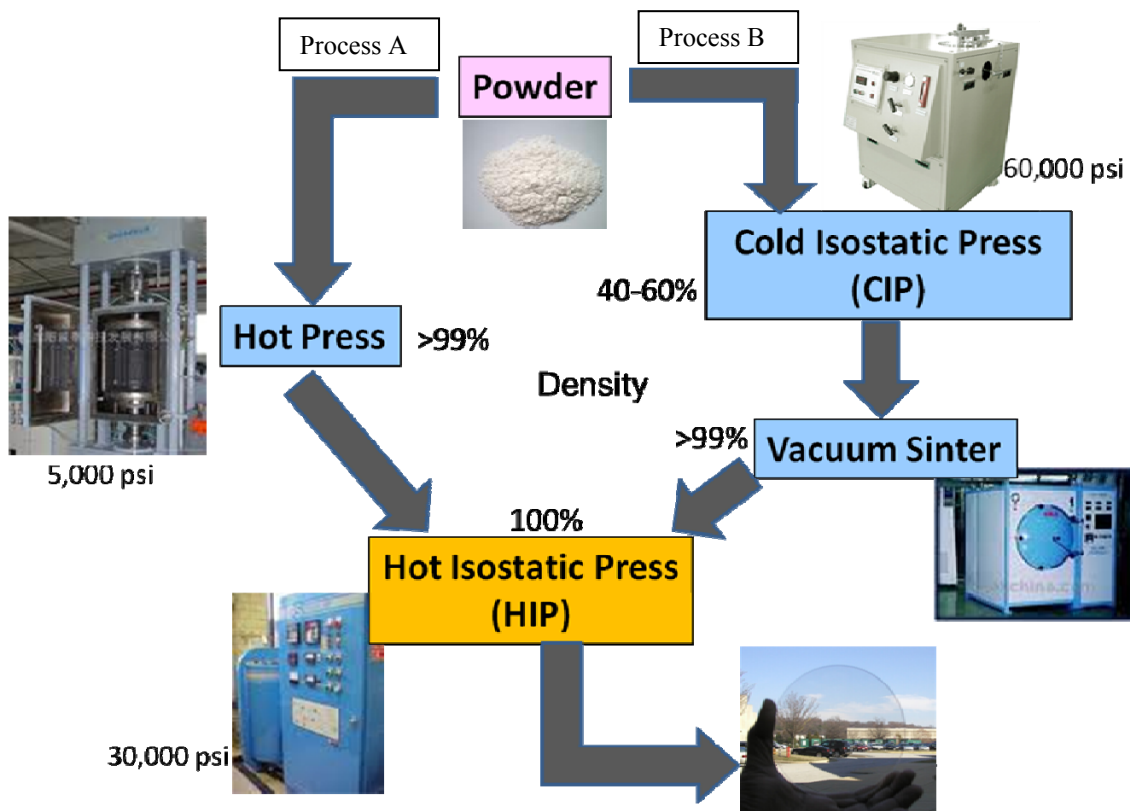 Process A
Process B
Powder
60,000 psi
Cold Isostatic Press
(CIP)
40-60%
Hot Press
>99%
Density
5,000 psi
>99%
Vacuum Sinter
100%
Hot Isostatic Press
(HIP)
30,000 psi